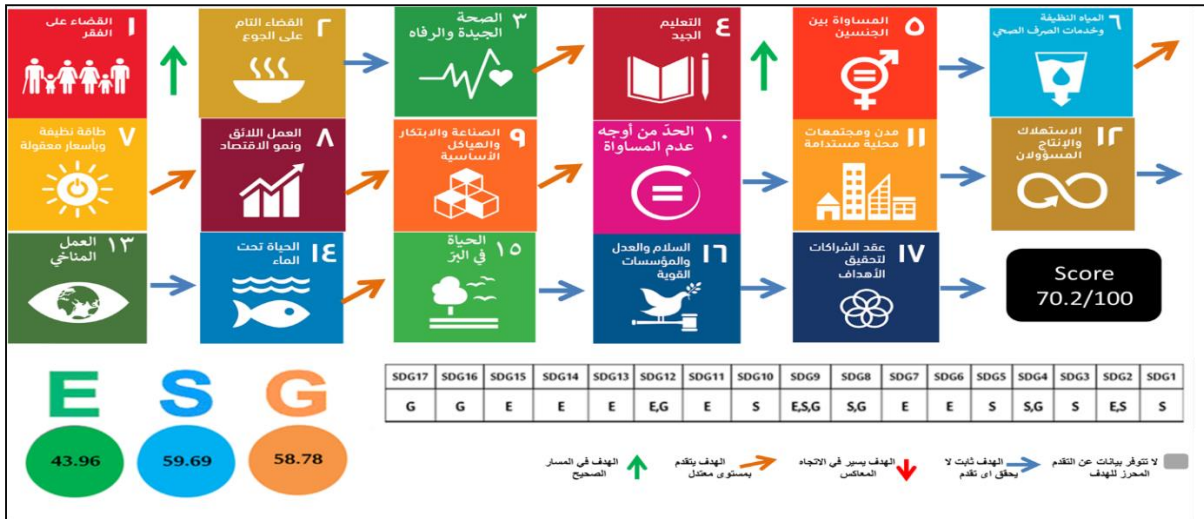 ١ القضاء على
الفقر
٢ القضاء التام
على الجوع
٣ الصحة
الجيدة والرفاه
٤ التعليم
الجيد
٥ المساواة بين
الجنسين
٦ المياه النظيفة
وخدمات الصرف الصحي
٧ طاقة نظيفة
وبأسعار معقولة
٨ العمل اللائق
ونمو الاقتصاد
٩ الصناعة والابتكار
والهياكل
الأساسية
١٠ الحدّ من أوجه
عدم المساواة
١١ مدن ومجتمعات
محلية مستدامة
١٢ الاستهلاك
والإنتاج
المسؤولان
١٣ العمل
المناخي
١٤ الحياة تحت
الماء
١٥ الحياة
في البرّ
١٦ السلام والعدل
والمؤسسات
القوية
١٧ عقد الشراكات
لتحقيق
الأهداف
Score
70.2/100
E S G
43.96 59.69 58.78
SDG17 SDG16 SDG15 SDG14 SDG13 SDG12 SDG11 SDG10 SDG9 SDG8 SDG7 SDG6 SDG5 SDG4 SDG3 SDG2 SDG1
G G E E E E,G E S E,S,G S,G E E S S,G S E,S S
لا تتوفر بيانات عن التقدم
المحرز للهدف
الهدف ثابت لا
يحقق اى تقدم
الهدف يسير في الاتجاه
المعاكس
الهدف يتقدم
بمستوى معتدل
الهدف في المسار
الصحيح